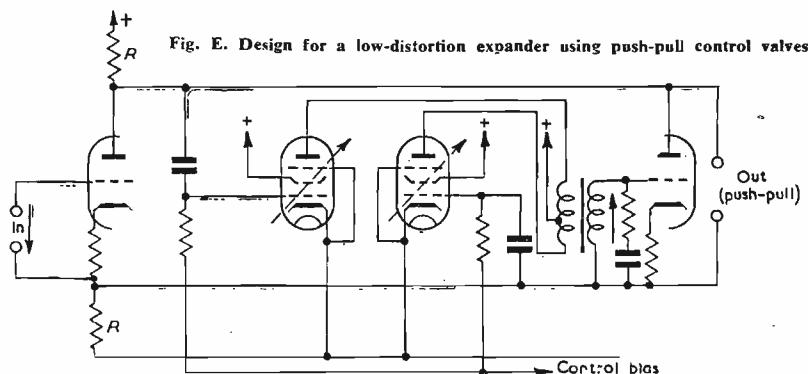 Fig. E. Design for a low-distortion expander using push-pull control valves
+
R
+
+
+
In
Out
(push-pull)
R
Control bias